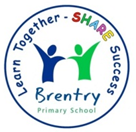 Learn Together - SHARE Success
Brentry
Primary School